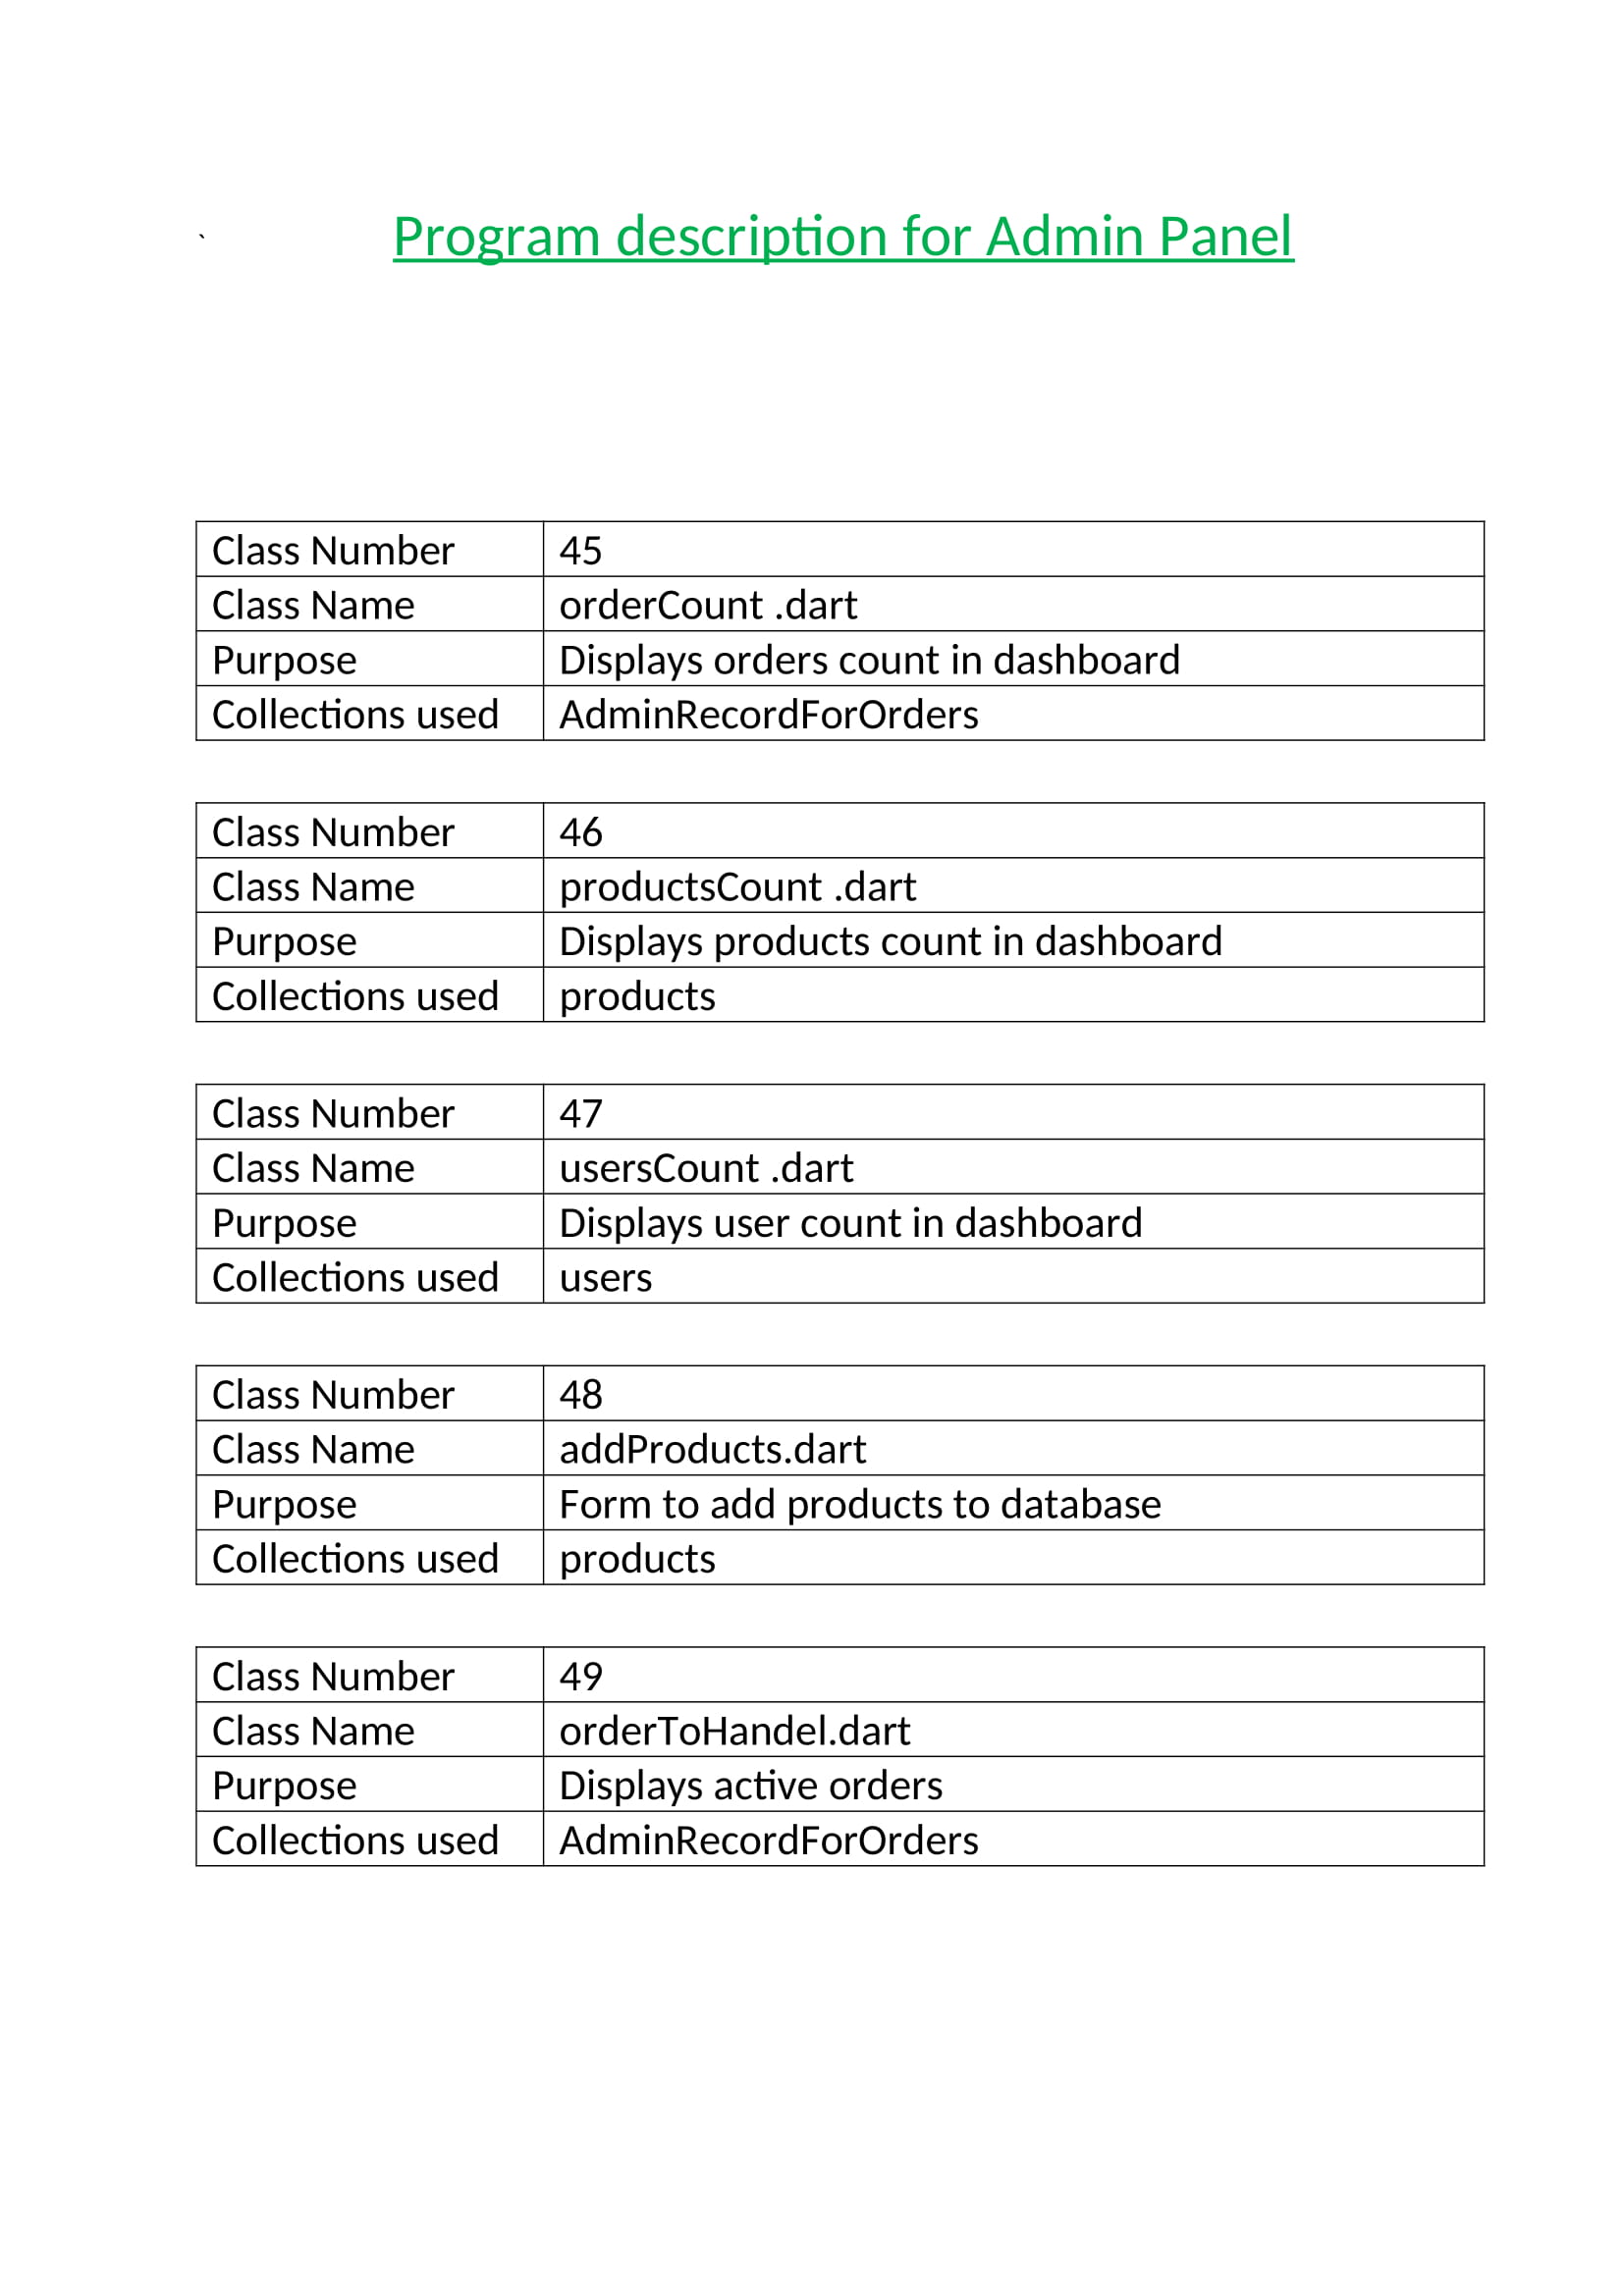 ` Program description for Admin Panel
Class Number 45
Class Name orderCount .dart
Purpose Displays orders count in dashboard
Collections used AdminRecordForOrders
Class Number 46
Class Name productsCount .dart
Purpose Displays products count in dashboard
Collections used products
Class Number 47
Class Name usersCount .dart
Purpose Displays user count in dashboard
Collections used users
Class Number 48
Class Name addProducts.dart
Purpose Form to add products to database
Collections used products
Class Number 49
Class Name orderToHandel.dart
Purpose Displays active orders
Collections used AdminRecordForOrders